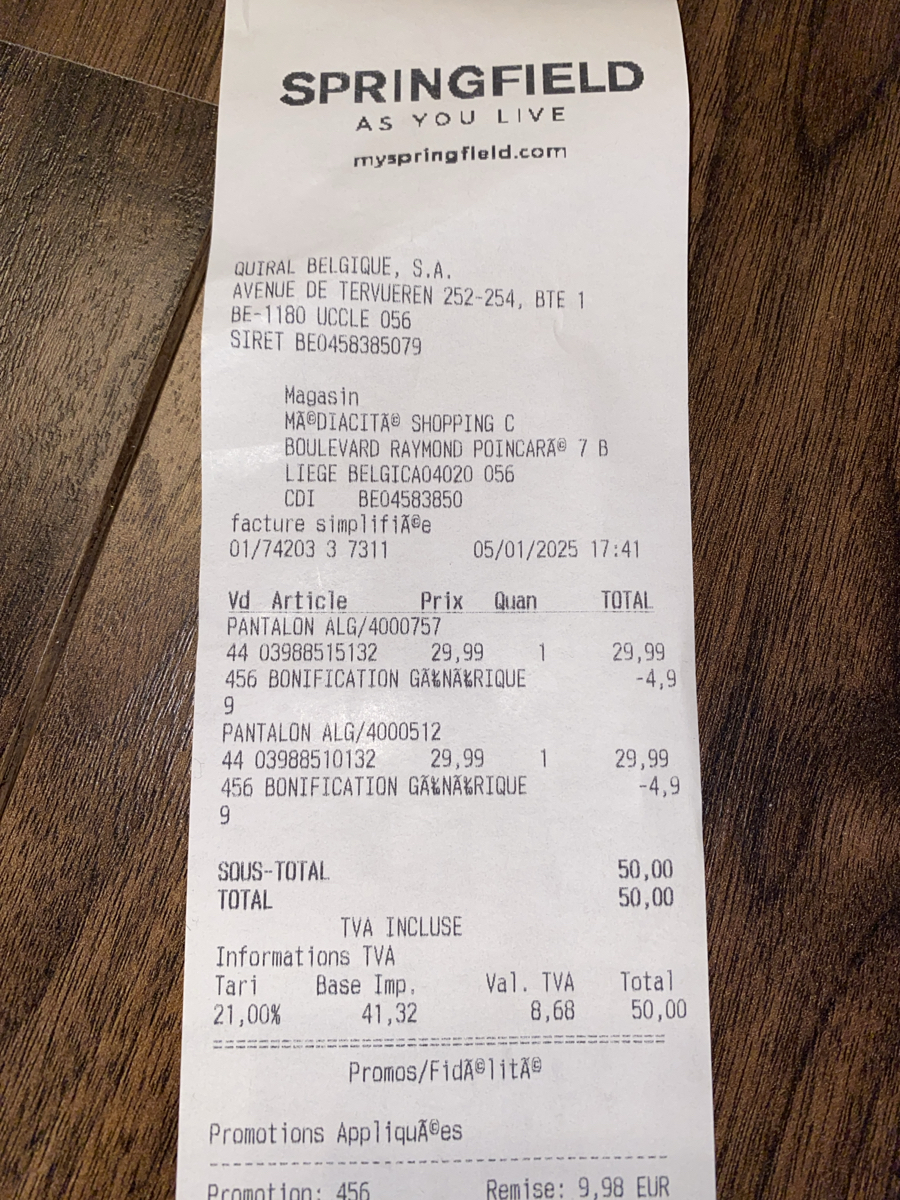 SPRINGFIELD
AS YOU LIVE
myspringfield.com
QUIRAL BELGIQUE, S.A.
AVENUE DE TERVUEREN 252-254, BTE 1
BE-1180 UCCLE 056
SIRET BE0458385079
Magasin
MÃ©DIACITÃ© SHOPPING C
BOULEVARD RAYMOND POINCARÃ© 7 B
LIEGE BELGICA04020 056
CDI BE04583850
facture simplifiÃ©e
01/74203 3 7311 05/01/2025 17:41
Vd Article Prix Quan TOTAL
PANTALON ALG/4000757
44 03988515132 29,99 1 29,99
456 BONIFICATION GÃ‰NÃ‰RIQUE -4,9
9
PANTALON ALG/4000512
44 03988510132 29,99 1 29,99
456 BONIFICATION GÃ‰NÃ‰RIQUE -4,9
9
SOUS-TOTAL 50,00
TOTAL 50,00
TVA INCLUSE
Informations TVA
Tari Base Imp. Val. TVA Total
21,00% 41,32 8,68 50,00
Promos/FidÃ©litÃ©
Promotions AppliquÃ©es
Promotion: 456 Remise: 9,98 EUR